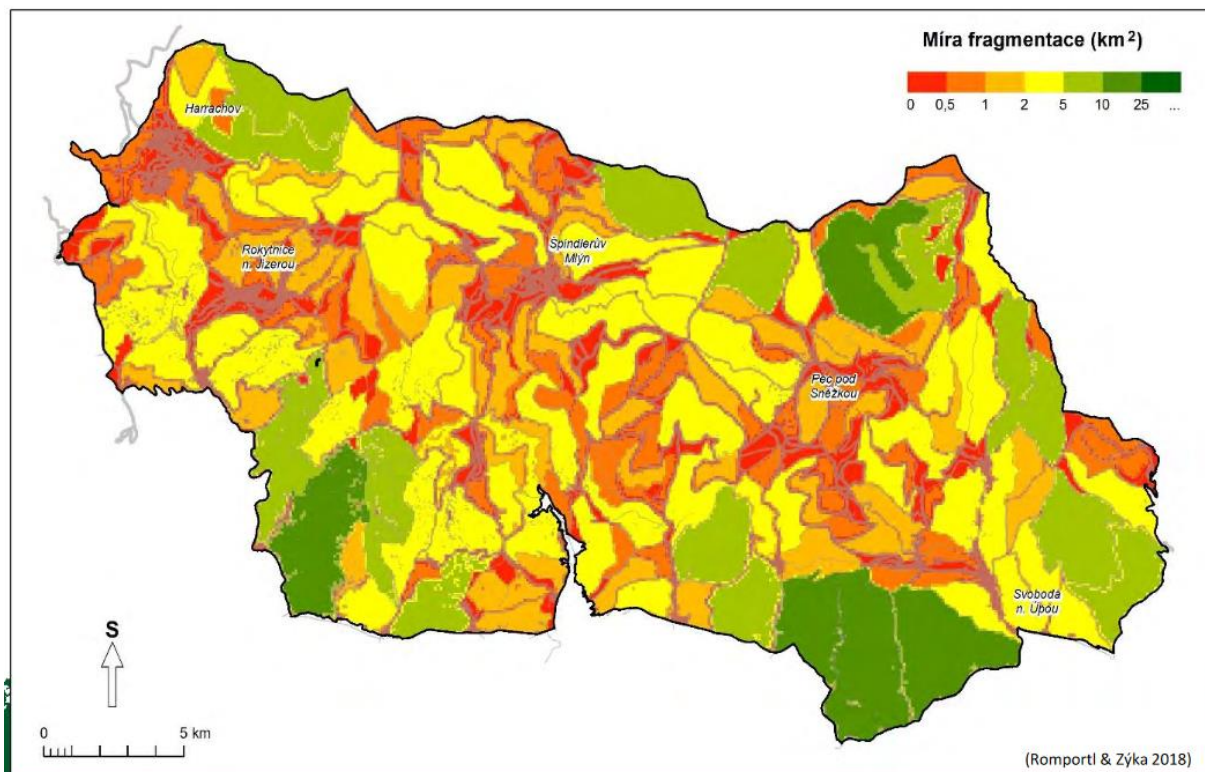 Míra fragmentace (km²)
0 0,5 1 2 5 10 25 ...
Harrachov
Rokytnice
n. Jizerou
Špindlerův
Mlýn
Pec pod
Sněžkou
Svoboda
n. Úpou
S
0 5 km
(Romportl & Zýka 2018)